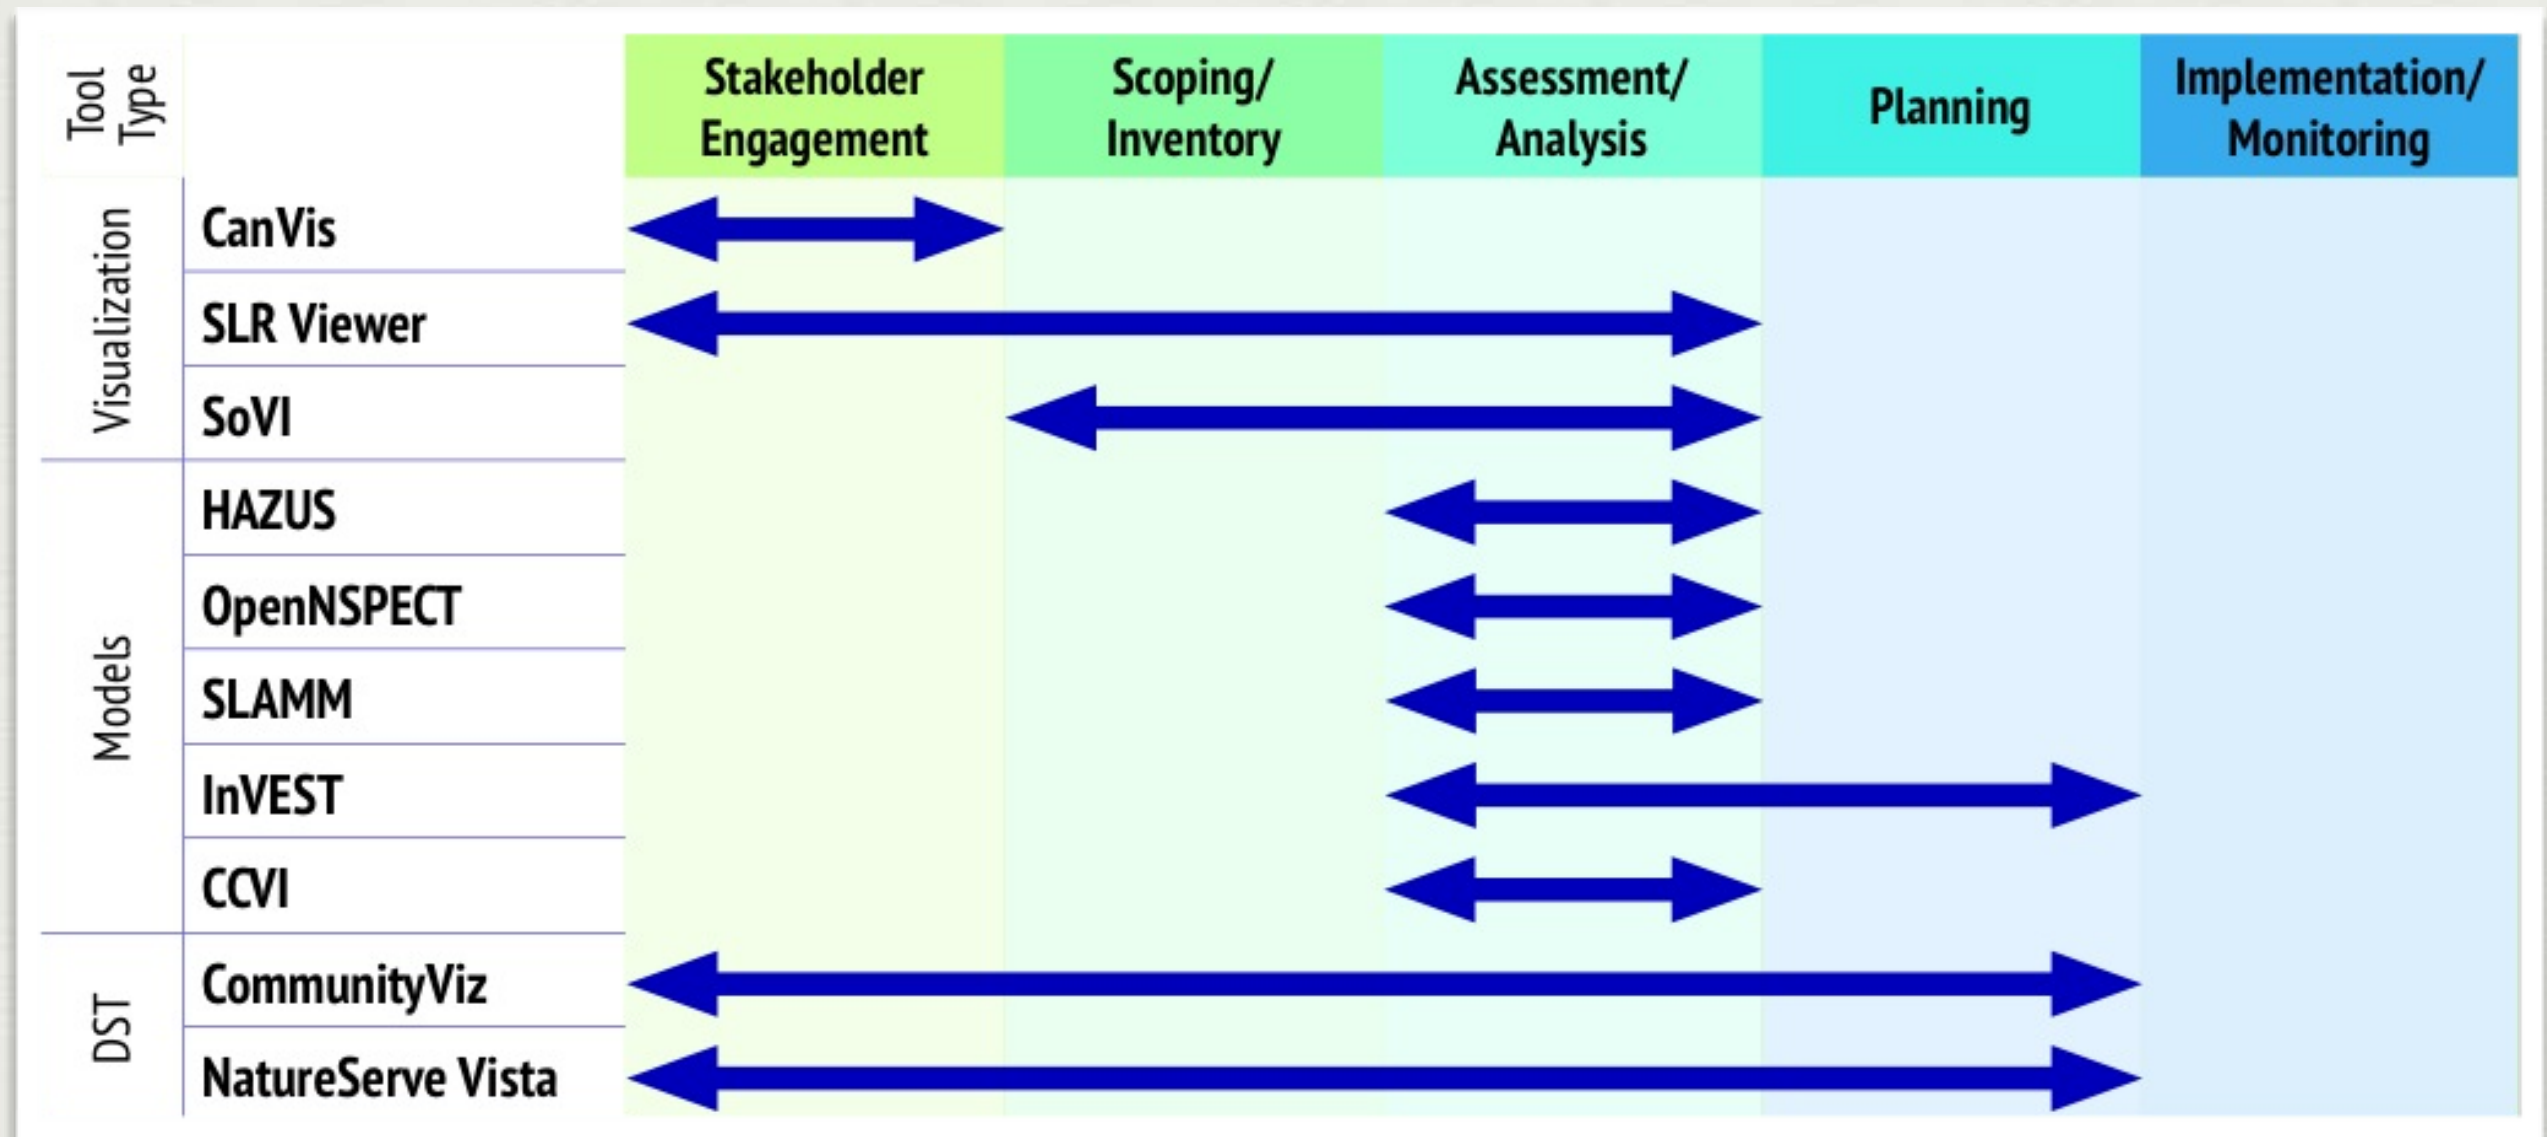 Tool
Type
Stakeholder
Engagement
Scoping/
Inventory
Assessment/
Analysis
Planning
Implementation/
Monitoring
Visualization
CanVis
SLR Viewer
SoVI
Models
HAZUS
OpenNSPECT
SLAMM
InVEST
CCVI
DST
CommunityViz
NatureServe Vista